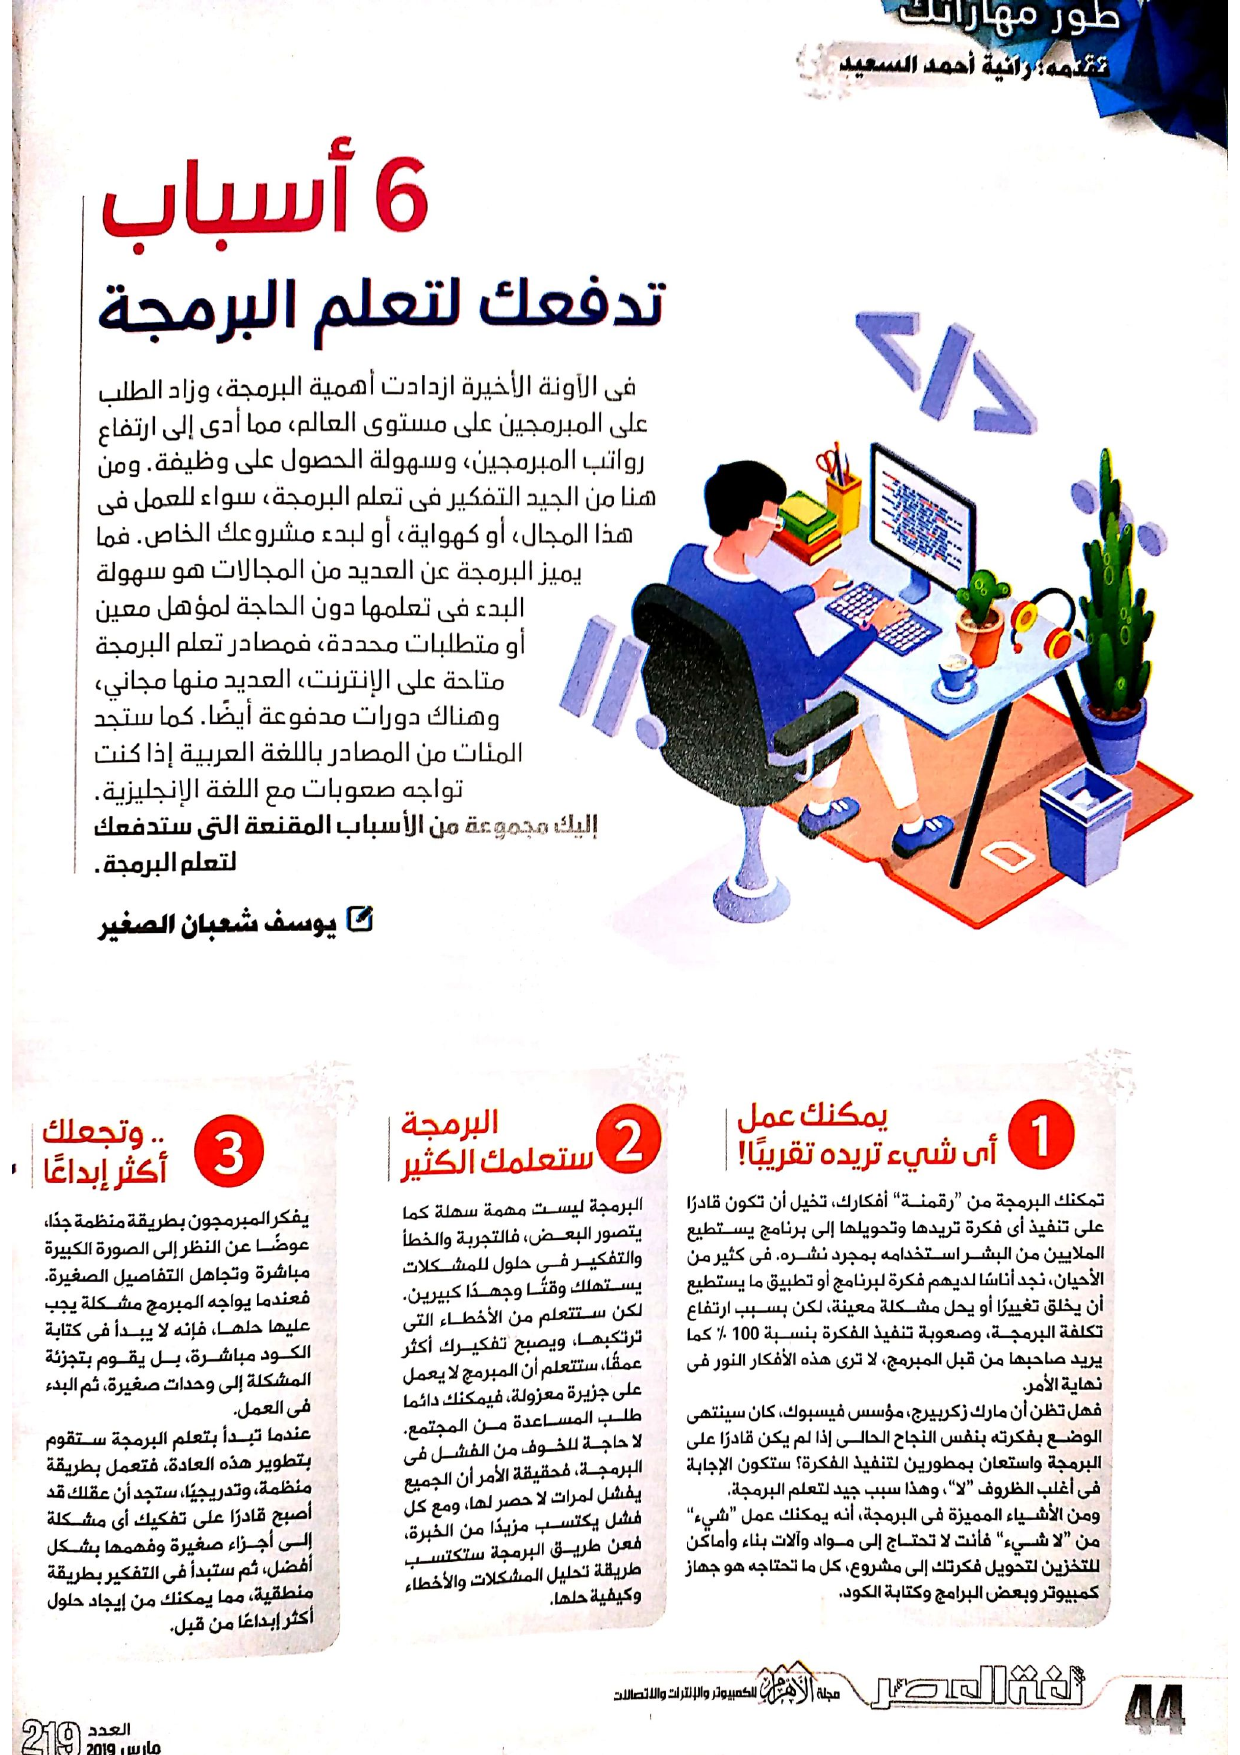 طور مهاراتك
تقدمه: رانية أحمد السعيد
6 أسباب
تدفعك لتعلم البرمجة
فى الآونة الأخيرة ازدادت أهمية البرمجة، وزاد الطلب
على المبرمجين على مستوى العالم، مما أدى إلى ارتفاع
رواتب المبرمجين، وسهولة الحصول على وظيفة. ومن
هنا من الجيد التفكير فى تعلم البرمجة، سواء للعمل فى
هذا المجال، أو كهواية، أو لبدء مشروعك الخاص. فما
يميز البرمجة عن العديد من المجالات هو سهولة
البدء فى تعلمها دون الحاجة لمؤهل معين
أو متطلبات محددة، فمصادر تعلم البرمجة
متاحة على الإنترنت، العديد منها مجاني،
وهناك دورات مدفوعة أيضًا. كما ستجد
المئات من المصادر باللغة العربية إذا كنت
تواجه صعوبات مع اللغة الإنجليزية.
إليك مجموعة من الأسباب المقنعة التى ستدفعك
لتعلم البرمجة.
يوسف شعبان الصغير
1
يمكنك عمل
أى شيء تريده تقريبًا!
تمكنك البرمجة من "رقمنة" أفكارك، تخيل أن تكون قادرًا
على تنفيذ أى فكرة تريدها وتحويلها إلى برنامج يستطيع
الملايين من البشر استخدامه بمجرد نشره. فى كثير من
الأحيان، نجد أناسًا لديهم فكرة لبرنامج أو تطبيق ما يستطيع
أن يخلق تغييرًا أو يحل مشكلة معينة، لكن بسبب ارتفاع
تكلفة البرمجة، وصعوبة تنفيذ الفكرة بنسبة 100 ٪ كما
يريد صاحبها من قبل المبرمج، لا ترى هذه الأفكار النور فى
نهاية الأمر.
فهل تظن أن مارك زكربيرج، مؤسس فيسبوك، كان سينتهى
الوضع بفكرته بنفس النجاح الحالى إذا لم يكن قادرًا على
البرمجة واستعان بمطورين لتنفيذ الفكرة؟ ستكون الإجابة
فى أغلب الظروف "لا"، وهذا سبب جيد لتعلم البرمجة.
ومن الأشياء المميزة فى البرمجة، أنه يمكنك عمل "شيء"
من "لا شيء" فأنت لا تحتاج إلى مواد وآلات بناء وأماكن
للتخزين لتحويل فكرتك إلى مشروع، كل ما تحتاجه هو جهاز
كمبيوتر وبعض البرامج وكتابة الكود.
2
البرمجة
ستعلمك الكثير
البرمجة ليست مهمة سهلة كما
يتصور البعض، فالتجربة والخطأ
والتفكير فى حلول للمشكلات
يستهلك وقتًا وجهدًا كبيرين.
لكن ستتعلم من الأخطاء التى
ترتكبها، ويصبح تفكيرك أكثر
عمقًا، ستتعلم أن المبرمج لا يعمل
على جزيرة معزولة، فيمكنك دائما
طلب المساعدة من المجتمع.
لا حاجة للخوف من الفشل فى
البرمجة، فحقيقة الأمر أن الجميع
يفشل لمرات لا حصر لها، ومع كل
فشل يكتسب مزيدًا من الخبرة،
فعن طريق البرمجة ستكتسب
طريقة تحليل المشكلات والأخطاء
وكيفية حلها.
3
.. وتجعلك
أكثر إبداعًا
يفكر المبرمجون بطريقة منظمة جدًا،
عوضًا عن النظر إلى الصورة الكبيرة
مباشرة وتجاهل التفاصيل الصغيرة.
فعندما يواجه المبرمج مشكلة يجب
عليها حلها، فإنه لا يبدأ فى كتابة
الكود مباشرة، بل يقوم بتجزئة
المشكلة إلى وحدات صغيرة، ثم البدء
فى العمل.
عندما تبدأ بتعلم البرمجة ستقوم
بتطوير هذه العادة، فتعمل بطريقة
منظمة، وتدريجيًا، ستجد أن عقلك قد
أصبح قادرًا على تفكيك أى مشكلة
إلى أجزاء صغيرة وفهمها بشكل
أفضل، ثم ستبدأ فى التفكير بطريقة
منطقية، مما يمكنك من إيجاد حلول
أكثر إبداعًا من قبل.
44
لغة العصر
مجلة الأهرام للكمبيوتر والإنترنت والاتصالات
العدد
219
مارس 2019